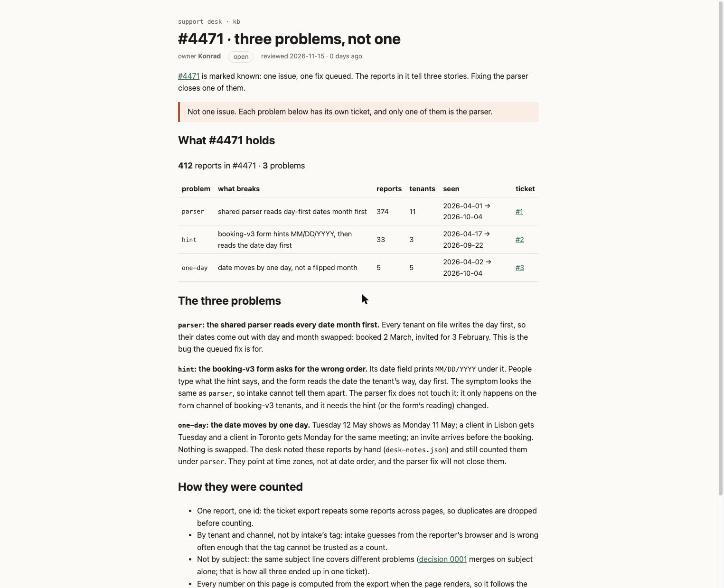 support desk · kb
#4471 · three problems, not one
owner Konrad open reviewed 2026-11-15 · 0 days ago
#4471 is marked known: one issue, one fix queued. The reports in it tell three stories. Fixing the parser
closes one of them.
Not one issue. Each problem below has its own ticket, and only one of them is the parser.
What #4471 holds
412 reports in #4471 · 3 problems
problem what breaks reports tenants seen ticket
parser shared parser reads day-first dates month first 374 11 2026-04-01 → 2026-10-04 #1
hint booking-v3 form hints MM/DD/YYYY, then reads the date day first 33 3 2026-04-17 → 2026-09-22 #2
one-day date moves by one day, not a flipped month 5 5 2026-04-02 → 2026-10-04 #3
The three problems
parser: the shared parser reads every date month first. Every tenant on file writes the day first, so
their dates come out with day and month swapped: booked 2 March, invited for 3 February. This is the
bug the queued fix is for.
hint: the booking-v3 form asks for the wrong order. Its date field prints MM/DD/YYYY under it. People
type what the hint says, and the form reads the date the tenant's way, day first. The symptom looks the
same as parser, so intake cannot tell them apart. The parser fix does not touch it: it only happens on the
form channel of booking-v3 tenants, and it needs the hint (or the form's reading) changed.
one-day: the date moves by one day. Tuesday 12 May shows as Monday 11 May; a client in Lisbon gets
Tuesday and a client in Toronto gets Monday for the same meeting; an invite arrives before the booking.
Nothing is swapped. The desk noted these reports by hand (desk-notes.json) and still counted them
under parser. They point at time zones, not at date order, and the parser fix will not close them.
How they were counted
• One report, one id: the ticket export repeats some reports across pages, so duplicates are dropped
before counting.
• By tenant and channel, not by intake's tag: intake guesses from the reporter's browser and is wrong
often enough that the tag cannot be trusted as a count.
• Not by subject: the same subject line covers different problems (decision 0001 merges on subject
alone; that is how all three ended up in one ticket).
• Every number on this page is computed from the export when the page renders, so it follows the